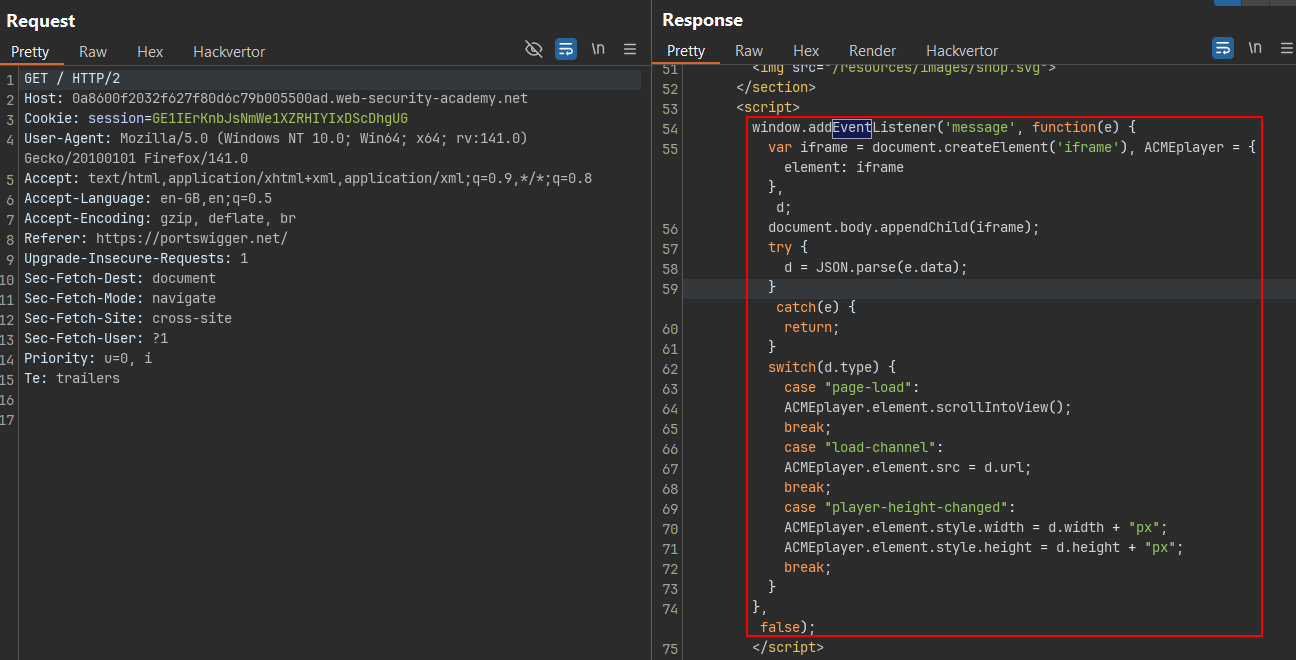 Request
Pretty Raw Hex Hackvertor \n
1 GET / HTTP/2
2 Host: 0a8600f2032f627f80d6c79b005500ad.web-security-academy.net
3 Cookie: session=GE1IErKnbJsNmWe1XZRHIYIxDScDhgUG
4 User-Agent: Mozilla/5.0 (Windows NT 10.0; Win64; x64; rv:141.0)
Gecko/20100101 Firefox/141.0
5 Accept: text/html,application/xhtml+xml,application/xml;q=0.9,*/*;q=0.8
6 Accept-Language: en-GB,en;q=0.5
7 Accept-Encoding: gzip, deflate, br
8 Referer: https://portswigger.net/
9 Upgrade-Insecure-Requests: 1
10 Sec-Fetch-Dest: document
11 Sec-Fetch-Mode: navigate
12 Sec-Fetch-Site: cross-site
13 Sec-Fetch-User: ?1
14 Priority: u=0, i
15 Te: trailers
16
17
Response
Pretty Raw Hex Render Hackvertor \n
51 <img src="/resources/images/shop.svg">
52 </section>
53 <script>
54 window.addEventListener('message', function(e) {
55 var iframe = document.createElement('iframe'), ACMEplayer = {
element: iframe
},
d;
56 document.body.appendChild(iframe);
57 try {
58 d = JSON.parse(e.data);
59 }
catch(e) {
60 return;
61 }
62 switch(d.type) {
63 case "page-load":
64 ACMEplayer.element.scrollIntoView();
65 break;
66 case "load-channel":
67 ACMEplayer.element.src = d.url;
68 break;
69 case "player-height-changed":
70 ACMEplayer.element.style.width = d.width + "px";
71 ACMEplayer.element.style.height = d.height + "px";
72 break;
73 }
74 },
false);
75 </script>